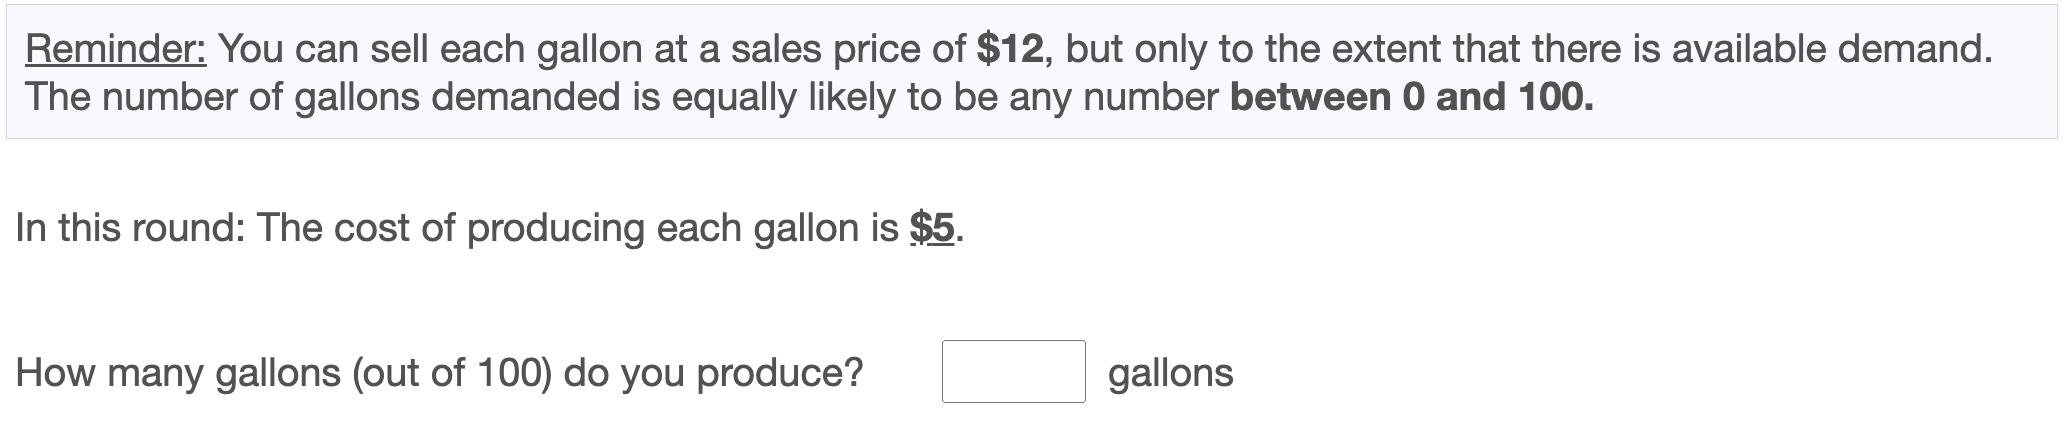 Reminder: You can sell each gallon at a sales price of $12, but only to the extent that there is available demand.
The number of gallons demanded is equally likely to be any number between 0 and 100.
In this round: The cost of producing each gallon is $5.
How many gallons (out of 100) do you produce? gallons